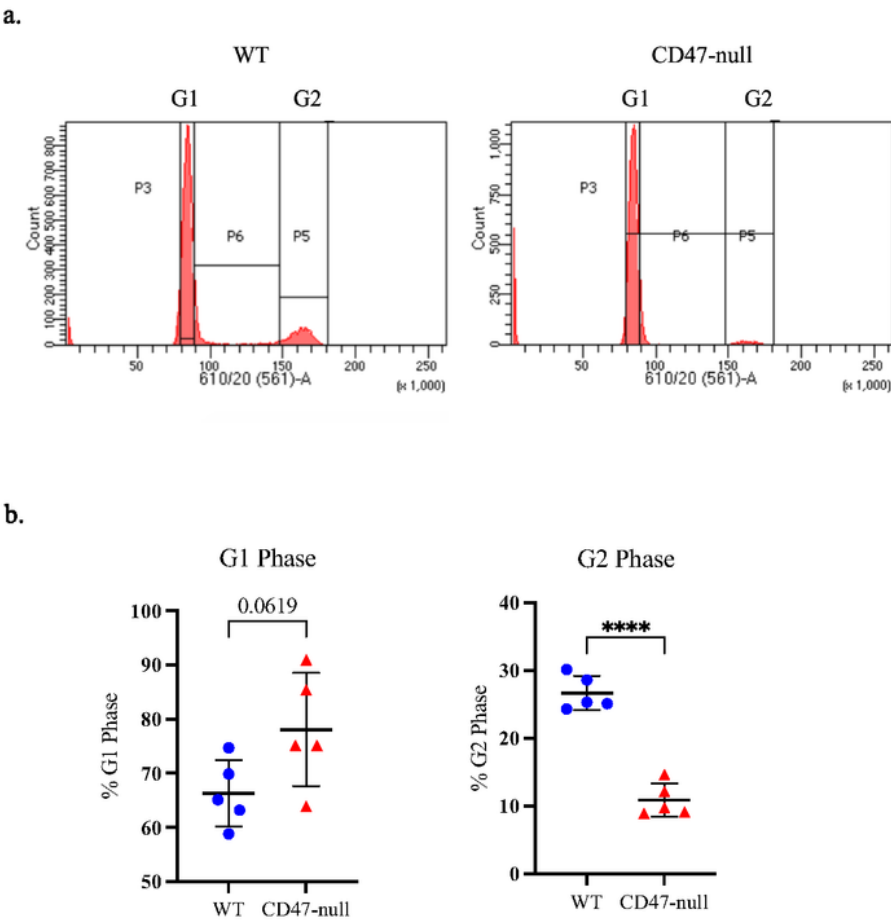 a.
WT
G1 G2
P3
P6 P5
Count
0 100 200 300 400 500 600 700 800
50 100 150 200 250
610/20 (561)-A
(x 1,000)
CD47-null
G1 G2
P3
P6 P5
Count
0 250 500 750 1,000
50 100 150 200 250
610/20 (561)-A
(x 1,000)
b.
G1 Phase
0.0619
% G1 Phase
100
90
80
70
60
50
WT CD47-null
G2 Phase
****
% G2 Phase
40
30
20
10
0
WT CD47-null